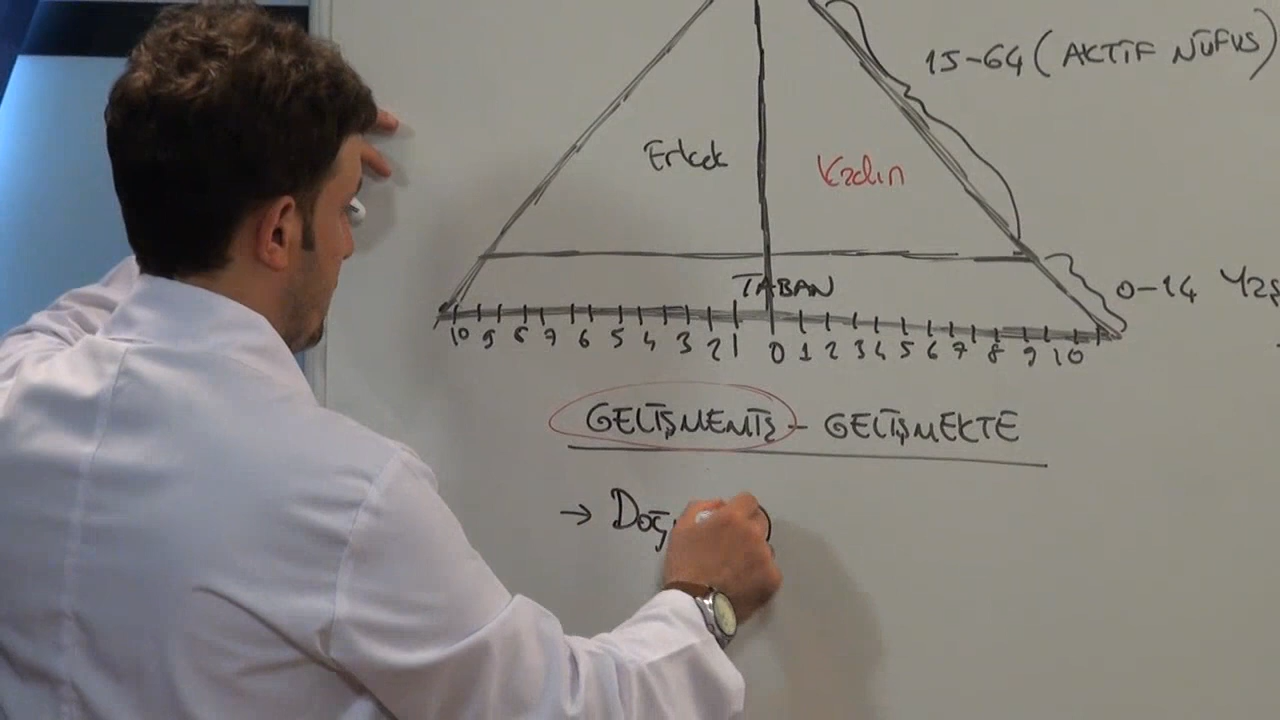 15-64 (AKTİF NÜFUS)
Erkek Kadın
0-14 Yaş
TABAN
10 9 8 7 6 5 4 3 2 1 0 1 2 3 4 5 6 7 8 9 10
GELİŞMEMİŞ - GELİŞMEKTE
→